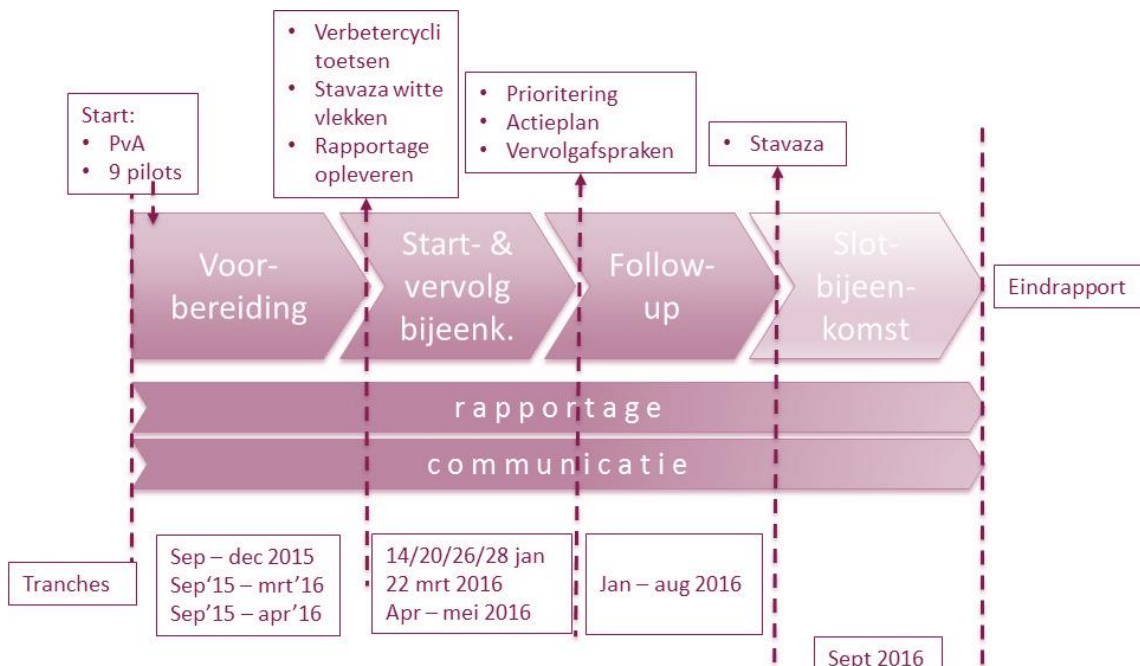 Start:
• PvA
• 9 pilots
• Verbetercycli
toetsen
• Stavaza witte
vlekken
• Rapportage
opleveren
• Prioritering
• Actieplan
• Vervolgafspraken
• Stavaza
Voor-
bereiding
Start- &
vervolg
bijeenk.
Follow-
up
Slot-
bijeen-
komst
Eindrapport
rapportage
communicatie
Tranches
Sep – dec 2015
Sep‘15 – mrt’16
Sep’15 – apr’16
14/20/26/28 jan
22 mrt 2016
Apr – mei 2016
Jan – aug 2016
Sept 2016